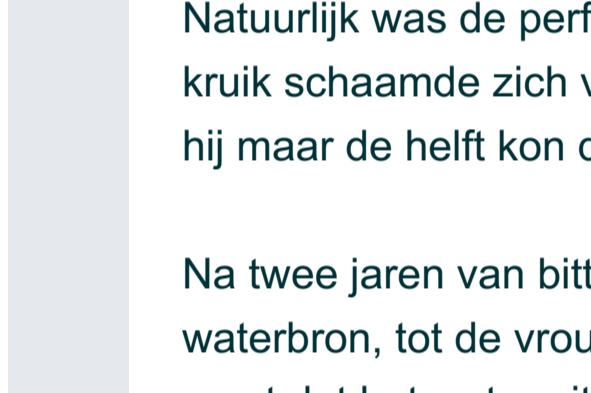 Natuurlijk was de perf
kruik schaamde zich v
hij maar de helft kon
Na twee jaren van bitt
waterbron, tot de vrou